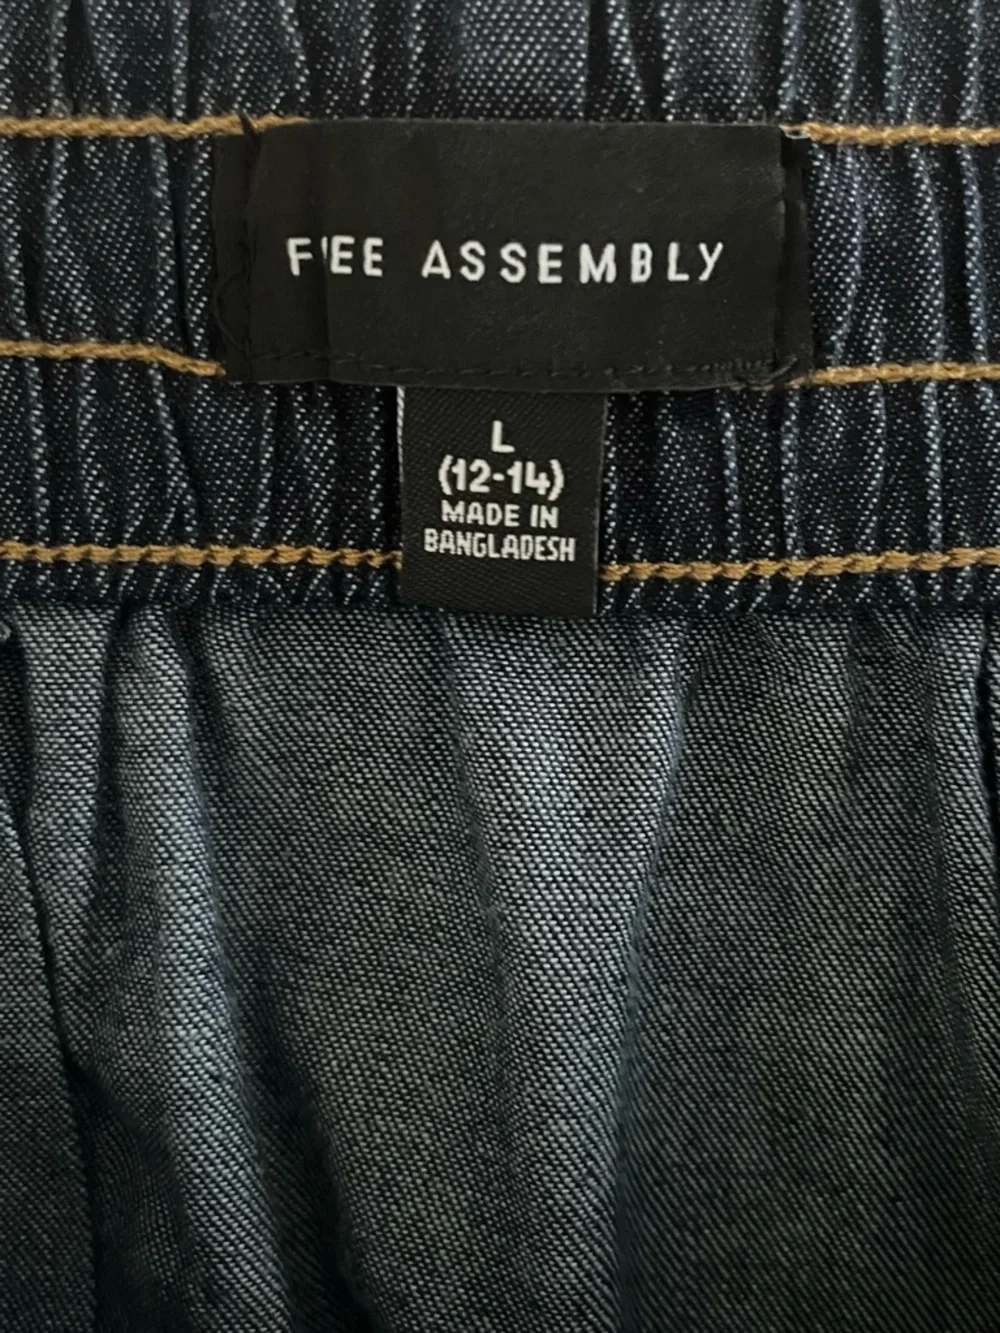 FREE ASSEMBLY
L
(12-14)
MADE IN
BANGLADESH